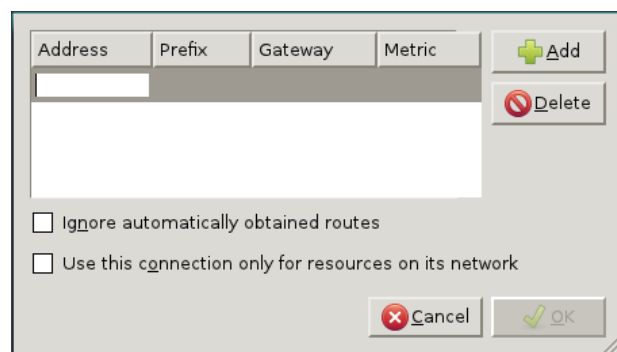 Address Prefix Gateway Metric
Add
Delete
Ignore automatically obtained routes
Use this connection only for resources on its network
Cancel OK